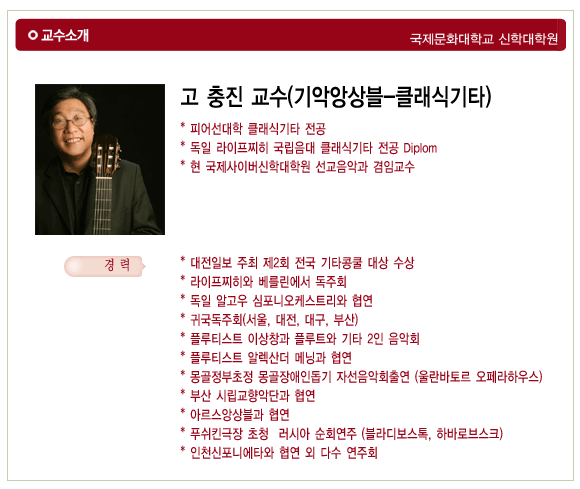 교수소개
국제문화대학교 신학대학원
고 충진 교수(기악앙상블-클래식기타)
* 피어선대학 클래식기타 전공
* 독일 라이프찌히 국립음대 클래식기타 전공 Diplom
* 현 국제사이버신학대학원 선교음악과 겸임교수
경 력
* 대전일보 주최 제2회 전국 기타콩쿨 대상 수상
* 라이프찌히와 베를린에서 독주회
* 독일 알고우 심포니오케스트리와 협연
* 귀국독주회(서울, 대전, 대구, 부산)
* 플루티스트 이상창과 플루트와 기타 2인 음악회
* 플루티스트 알렉산더 메닝과 협연
* 몽골정부초청 몽골장애인돕기 자선음악회출연 (울란바토르 오페라하우스)
* 부산 시립교향악단과 협연
* 아르스앙상블과 협연
* 푸쉬킨극장 초청 러시아 순회연주 (블라디보스톡, 하바로브스크)
* 인천신포니에타와 협연 외 다수 연주회